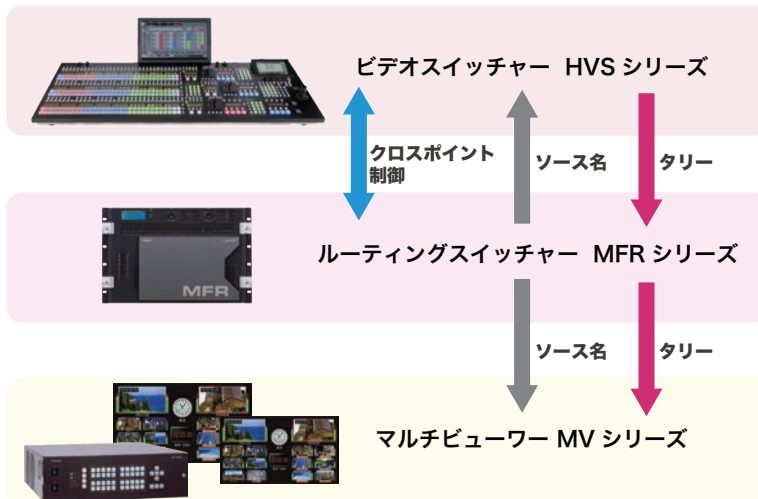 ビデオスイッチャー HVS シリーズ
クロスポイント
制御
ソース名
タリー
ルーティングスイッチャー MFR シリーズ
MFR
ソース名
タリー
マルチビューワー MV シリーズ